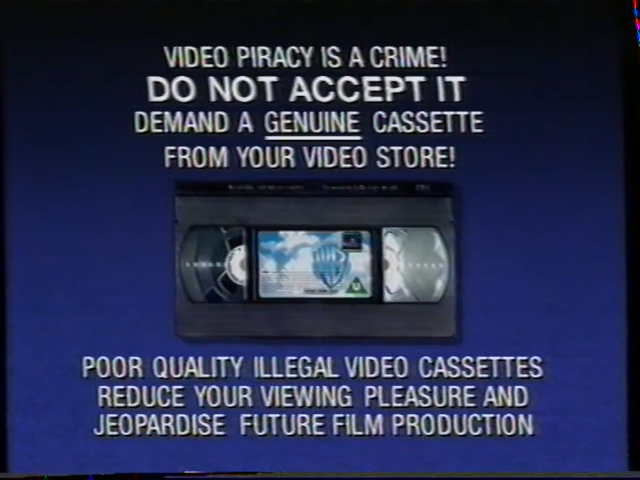 VIDEO PIRACY IS A CRIME!
DO NOT ACCEPT IT
DEMAND A GENUINE CASSETTE
FROM YOUR VIDEO STORE!
U
POOR QUALITY ILLEGAL VIDEO CASSETTES
REDUCE YOUR VIEWING PLEASURE AND
JEOPARDISE FUTURE FILM PRODUCTION